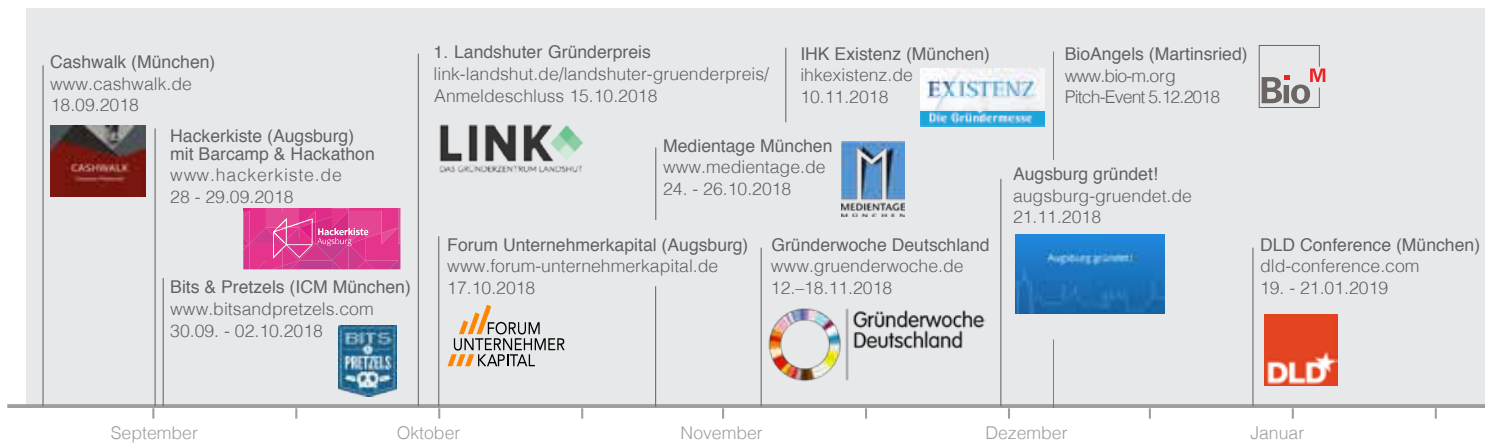 Cashwalk (München)
www.cashwalk.de
18.09.2018
CASHWALK
Hackerkiste (Augsburg)
mit Barcamp & Hackathon
www.hackerkiste.de
28 - 29.09.2018
Hackerkiste
Augsburg
Bits & Pretzels (ICM München)
www.bitsandpretzels.com
30.09. - 02.10.2018
BITS
&
PRETZELS
1. Landshuter Gründerpreis
link-landshut.de/landshuter-gruenderpreis/
Anmeldeschluss 15.10.2018
LINK
DAS GRÜNDERZENTRUM LANDSHUT
Forum Unternehmerkapital (Augsburg)
www.forum-unternehmerkapital.de
17.10.2018
FORUM
UNTERNEHMER
KAPITAL
Medientage München
www.medientage.de
24. - 26.10.2018
M
MEDIENTAGE
MÜNCHEN
IHK Existenz (München)
ihkexistenz.de
10.11.2018
EXISTENZ
Die Gründermesse
Gründerwoche Deutschland
www.gruenderwoche.de
12.–18.11.2018
Gründerwoche
Deutschland
BioAngels (Martinsried)
www.bio-m.org
Pitch-Event 5.12.2018
Bio M
Augsburg gründet!
augsburg-gruendet.de
21.11.2018
Augsburg gründet!
DLD Conference (München)
dld-conference.com
19. - 21.01.2019
DLD
September
Oktober
November
Dezember
Januar